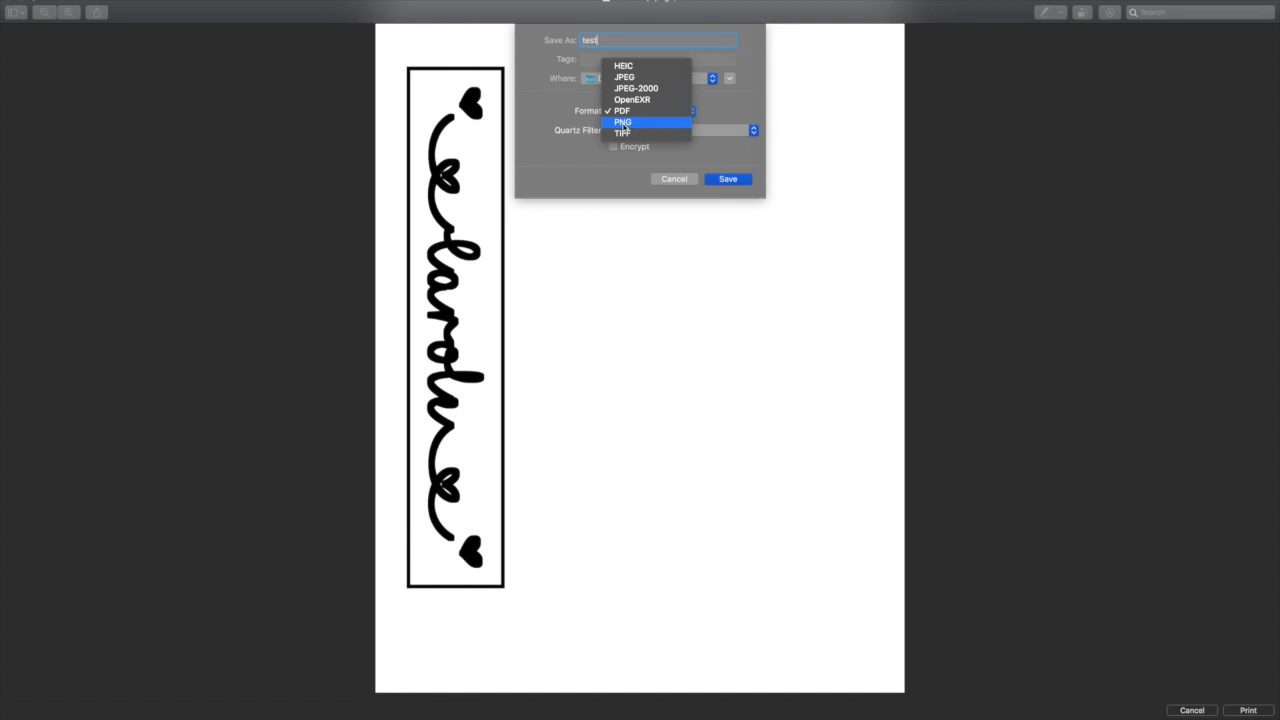 Search
Save As: test
Tags:
Where:
HEIC
JPEG
JPEG-2000
OpenEXR
Format ✓ PDF
PNG
Quartz Filter
TIFF
Encrypt
Cancel Save
Cancel Print